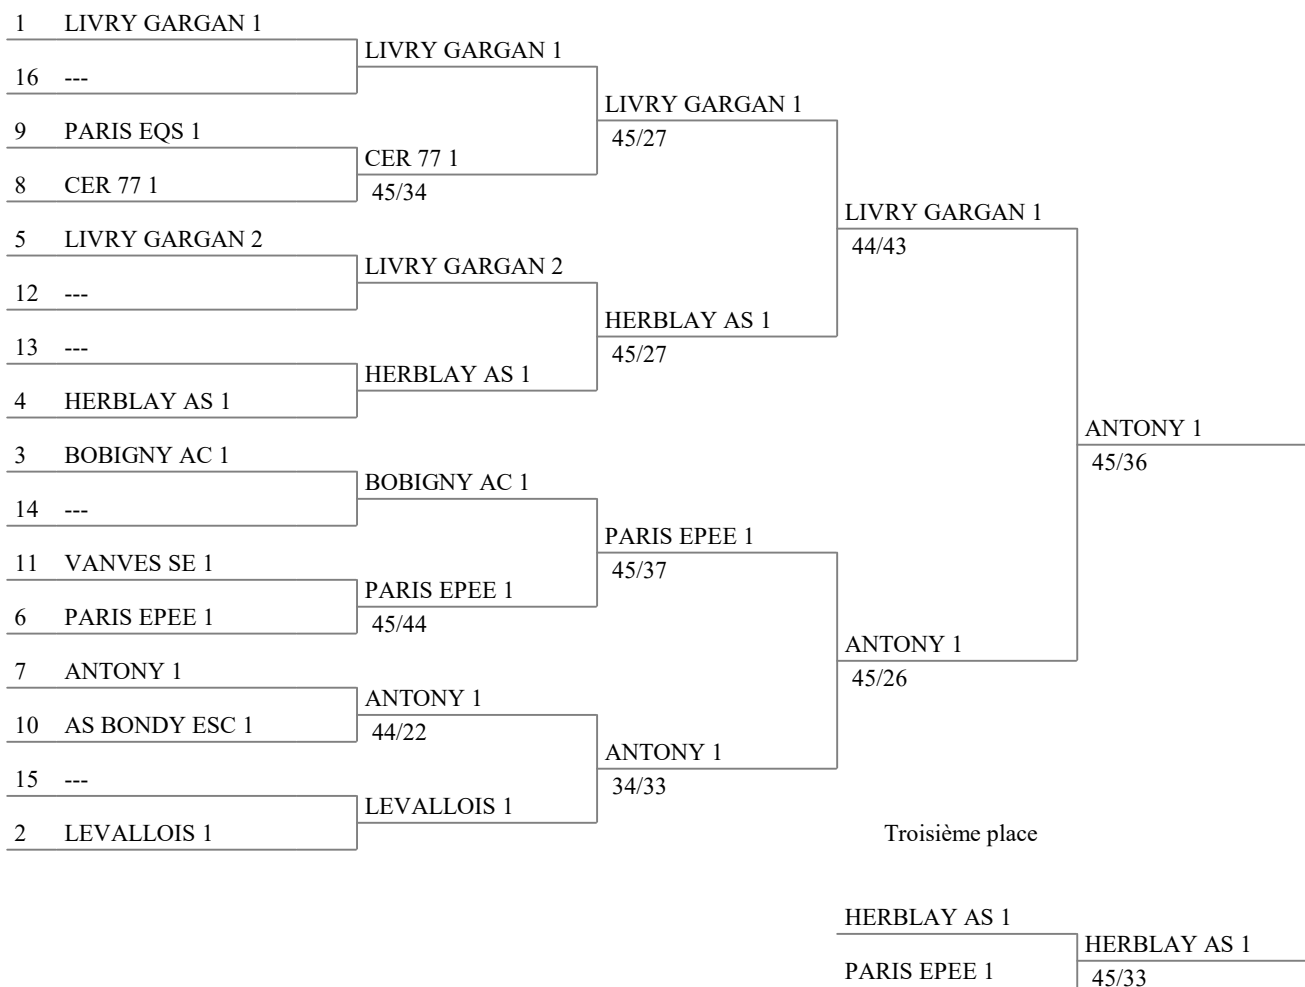 1 LIVRY GARGAN 1
LIVRY GARGAN 1
16 ---
LIVRY GARGAN 1
9 PARIS EQS 1
45/27
CER 77 1
8 CER 77 1
45/34
LIVRY GARGAN 1
5 LIVRY GARGAN 2
44/43
LIVRY GARGAN 2
12 ---
HERBLAY AS 1
13 ---
45/27
HERBLAY AS 1
4 HERBLAY AS 1
ANTONY 1
3 BOBIGNY AC 1
45/36
BOBIGNY AC 1
14 ---
PARIS EPEE 1
11 VANVES SE 1
45/37
PARIS EPEE 1
6 PARIS EPEE 1
45/44
ANTONY 1
7 ANTONY 1
45/26
ANTONY 1
10 AS BONDY ESC 1
44/22
ANTONY 1
15 ---
34/33
LEVALLOIS 1
2 LEVALLOIS 1
Troisième place
HERBLAY AS 1
HERBLAY AS 1
PARIS EPEE 1
45/33